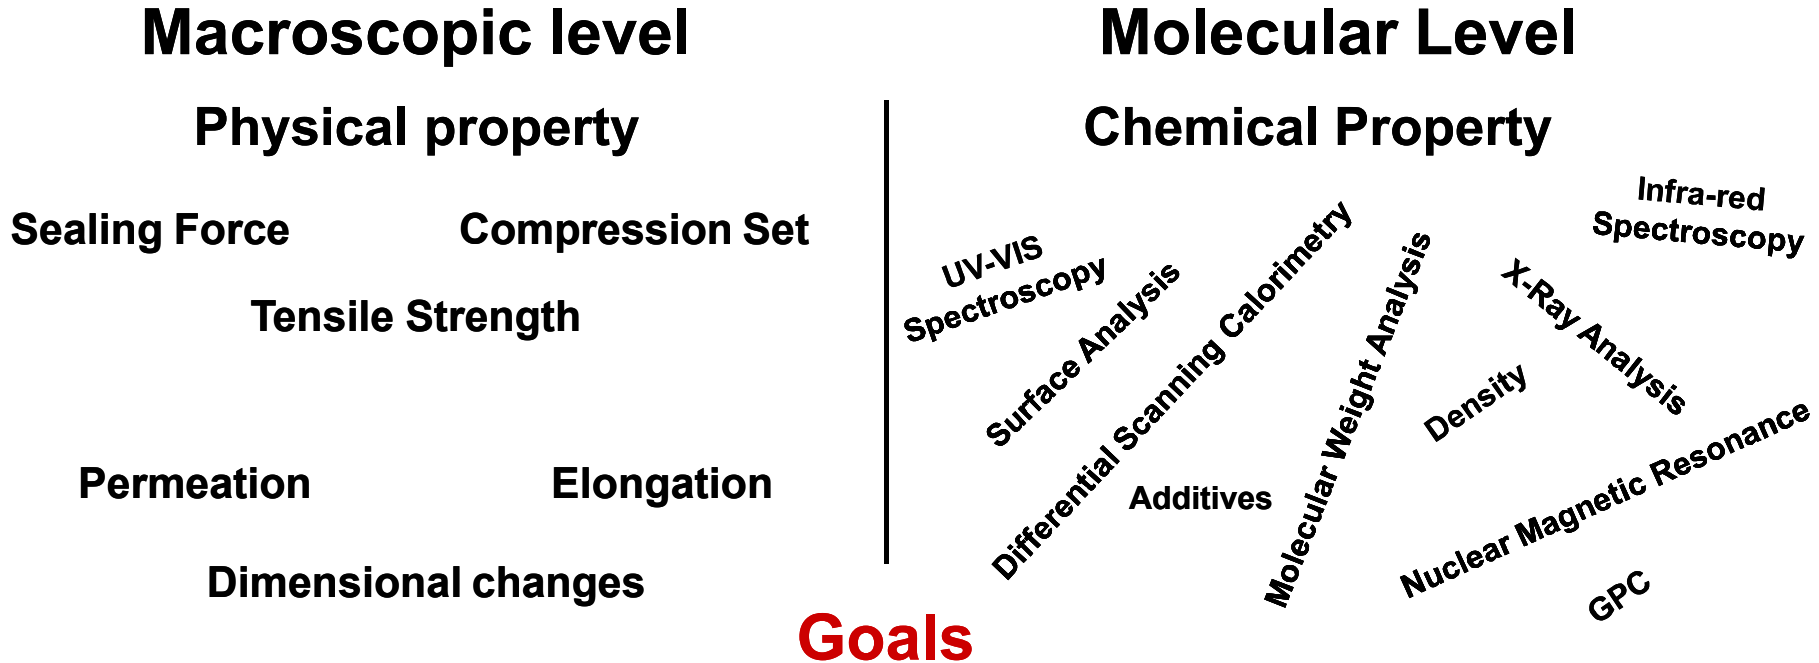 Macroscopic level
Physical property
Sealing Force
Compression Set
Tensile Strength
Permeation
Elongation
Dimensional changes
Molecular Level
Chemical Property
UV-VIS
Spectroscopy
Surface Analysis
Differential Scanning Calorimetry
Additives
Molecular Weight Analysis
Infra-red
Spectroscopy
X-Ray Analysis
Density
Nuclear Magnetic Resonance
GPC
Goals